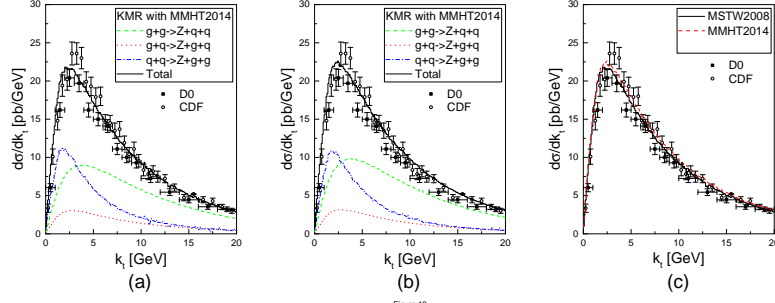 KMR with MMHT2014
g+g->Z+q+q
g+q->Z+g+q
q+q->Z+g+g
Total
D0
CDF
dσ/dk_t [pb/GeV]
30
25
20
15
10
5
0
0 5 10 15 20
k_t [GeV]
(a)
KMR with MMHT2014
g+g->Z+q+q
g+q->Z+g+q
q+q->Z+g+g
Total
D0
CDF
dσ/dk_t [pb/GeV]
30
25
20
15
10
5
0
0 5 10 15 20
k_t [GeV]
(b)
MSTW2008
MMHT2014
D0
CDF
dσ/dk_t [pb/GeV]
30
25
20
15
10
5
0
0 5 10 15 20
k_t [GeV]
(c)